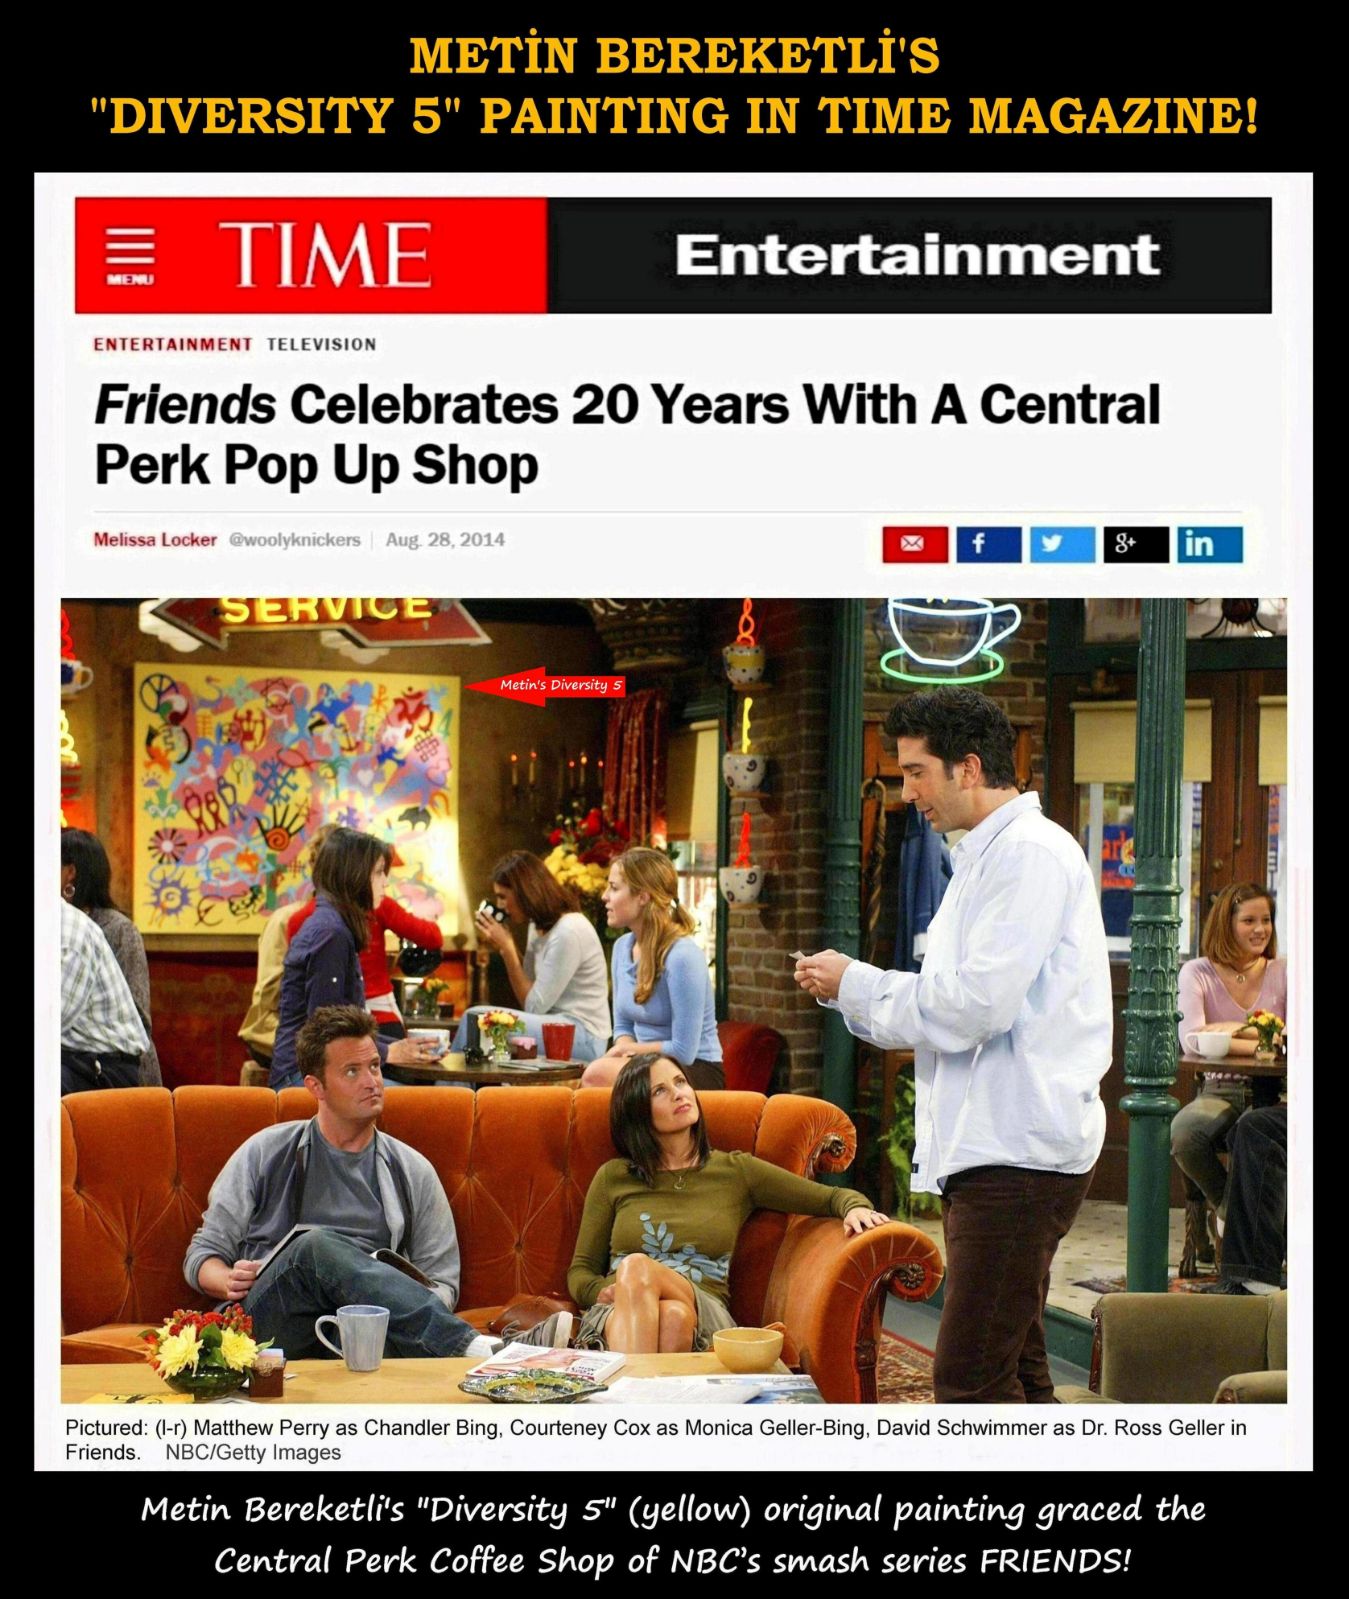 METİN BEREKETLİ'S
"DIVERSITY 5" PAINTING IN TIME MAGAZINE!
MENU
TIME
Entertainment
ENTERTAINMENT TELEVISION
Friends Celebrates 20 Years With A Central
Perk Pop Up Shop
Melissa Locker @woolyknickers | Aug. 28, 2014
f
8+
in
SERVICE
Metin's Diversity 5
Pictured: (l-r) Matthew Perry as Chandler Bing, Courteney Cox as Monica Geller-Bing, David Schwimmer as Dr. Ross Geller in
Friends. NBC/Getty Images
Metin Bereketli's "Diversity 5" (yellow) original painting graced the
Central Perk Coffee Shop of NBC's smash series FRIENDS!